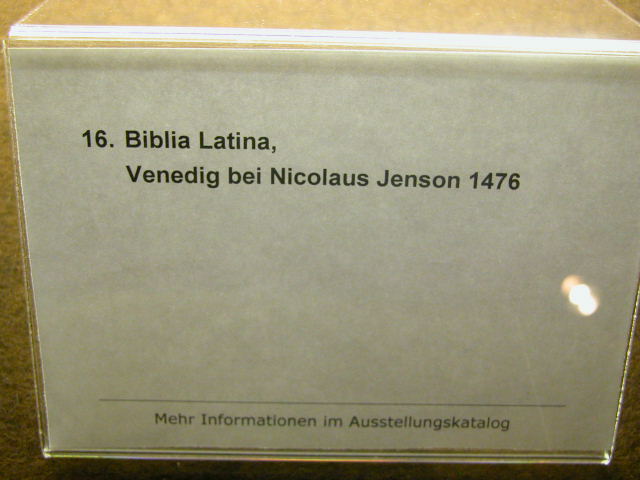 16. Biblia Latina,
Venedig bei Nicolaus Jenson 1476
Mehr Informationen im Ausstellungskatalog